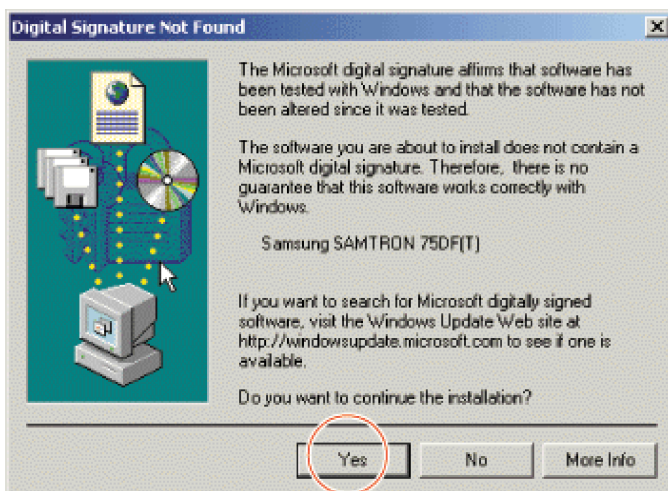 Digital Signature Not Found
The Microsoft digital signature affirms that software has
been tested with Windows and that the software has not
been altered since it was tested.
The software you are about to install does not contain a
Microsoft digital signature. Therefore, there is no
guarantee that this software works correctly with
Windows.
Samsung SAMTRON 75DF(T)
If you want to search for Microsoft digitally signed
software, visit the Windows Update Web site at
http://windowsupdate.microsoft.com to see if one is
available.
Do you want to continue the installation?
Yes No More Info